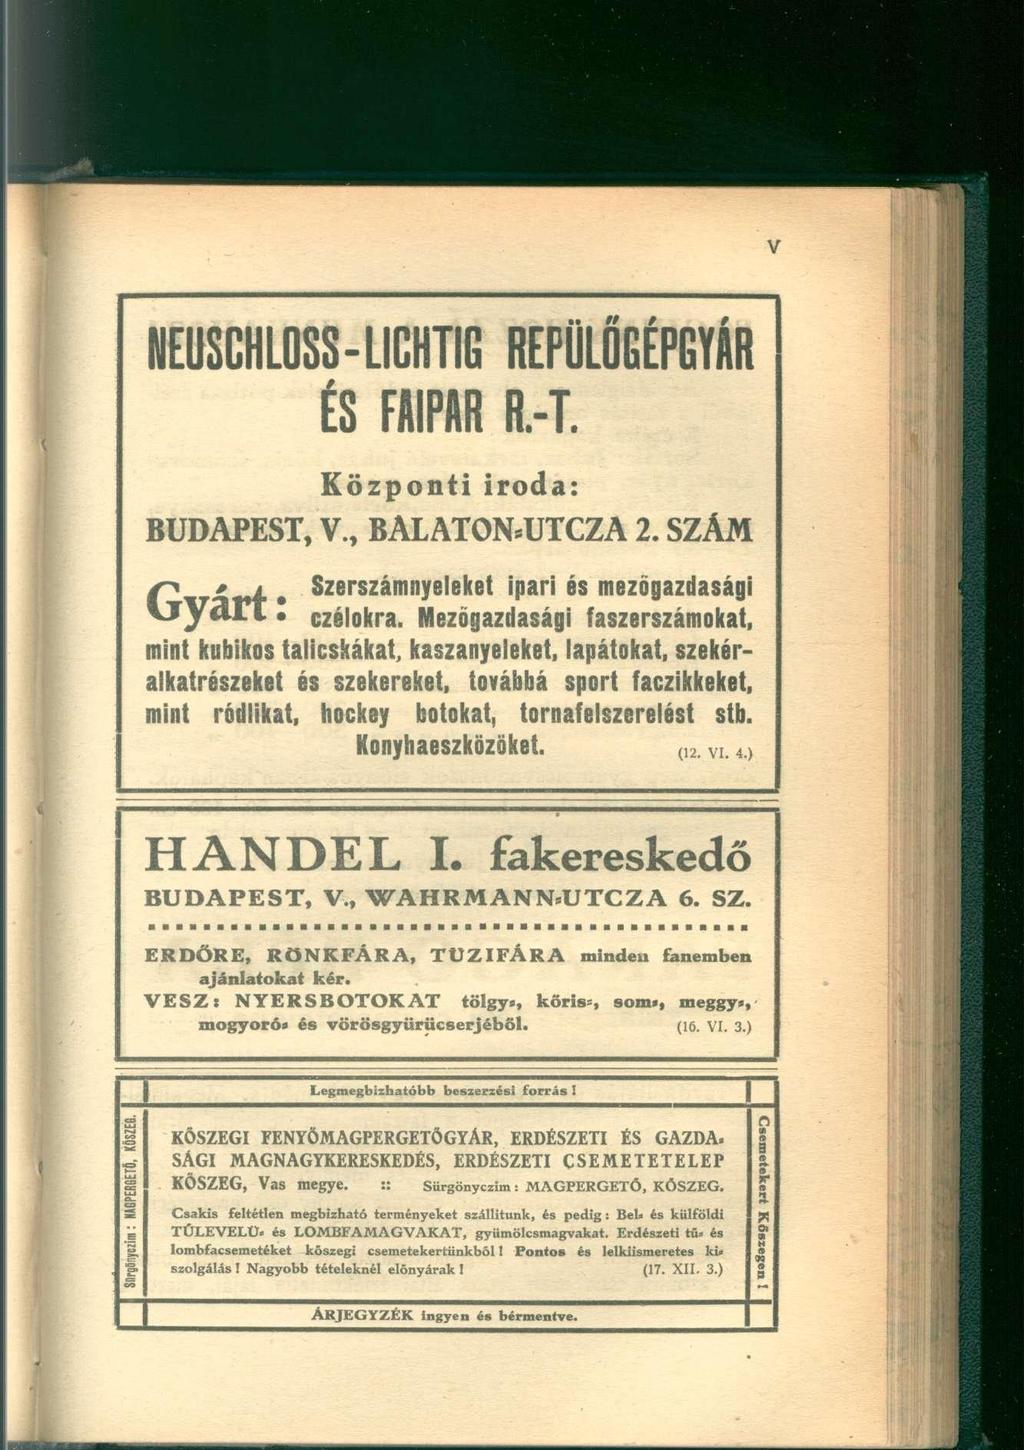 V
NEUSCHLOSS-LICHTIG REPÜLŐGÉPGYÁR
ÉS FAIPAR R.-T.
Központi iroda:
BUDAPEST, V., BALATON-UTCZA 2. SZÁM
Gyárt: Szerszámnyeleket ipari és mezőgazdasági
czélokra. Mezőgazdasági faszerszámokat,
mint kubikos talicskákat, kaszanyeleket, lapátokat, szekér-
alkatrészeket és szekereket, továbbá sport faczikkeket,
mint ródlikat, hockey botokat, tornafelszerelést stb.
Konyhaeszközöket. (12. VI. 4.)
HANDEL I. fakereskedő
BUDAPEST, V., WAHRMANN-UTCZA 6. SZ.
ERDŐRE, RÖNKFÁRA, TŰZIFÁRA minden fanemben
ajánlatokat kér.
VESZ: NYERSBOTOKAT tölgy-, kőris-, som-, meggy-,
mogyoró- és vörösgyürücserjéből. (16. VI. 3.)
Legmegbizhatóbb beszerzési forrás!
Sürgönyczim: MAGPERGETŐ, KŐSZEG.
KŐSZEGI FENYŐMAGPERGETŐGYÁR, ERDÉSZETI ÉS GAZDA-
SÁGI MAGNAGYKERESKEDÉS, ERDÉSZETI CSEMETETELEP
KŐSZEG, Vas megye. :: Sürgönyczim: MAGPERGETŐ, KŐSZEG.
Csakis feltétlen megbizható terményeket szállitunk, és pedig: Bel- és külföldi
TŰLEVELŰ- és LOMBFAMAGVAKAT, gyümölcsmagvakat. Erdészeti tű- és
lombfacsemetéket kőszegi csemetekertünkből! Pontos és lelkiismeretes ki-
szolgálás! Nagyobb tételeknél előnyárak! (17. XII. 3.)
Csemetekert Kőszegen!
ÁRJEGYZÉK ingyen és bérmentve.